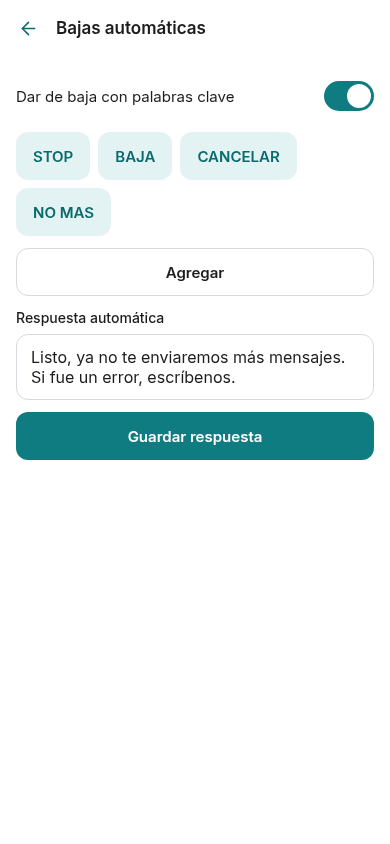 Bajas automáticas
Dar de baja con palabras clave
STOP
BAJA
CANCELAR
NO MAS
Agregar
Respuesta automática
Listo, ya no te enviaremos más mensajes.
Si fue un error, escríbenos.
Guardar respuesta